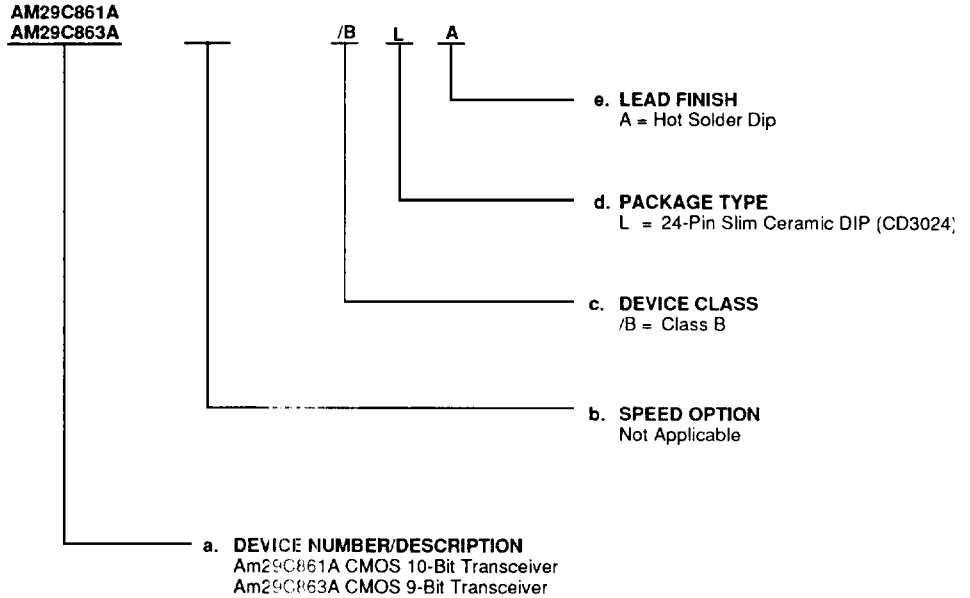 AM29C861A
AM29C863A /B L A
e. LEAD FINISH
A = Hot Solder Dip
d. PACKAGE TYPE
L = 24-Pin Slim Ceramic DIP (CD3024)
c. DEVICE CLASS
/B = Class B
b. SPEED OPTION
Not Applicable
a. DEVICE NUMBER/DESCRIPTION
Am29C861A CMOS 10-Bit Transceiver
Am29C863A CMOS 9-Bit Transceiver